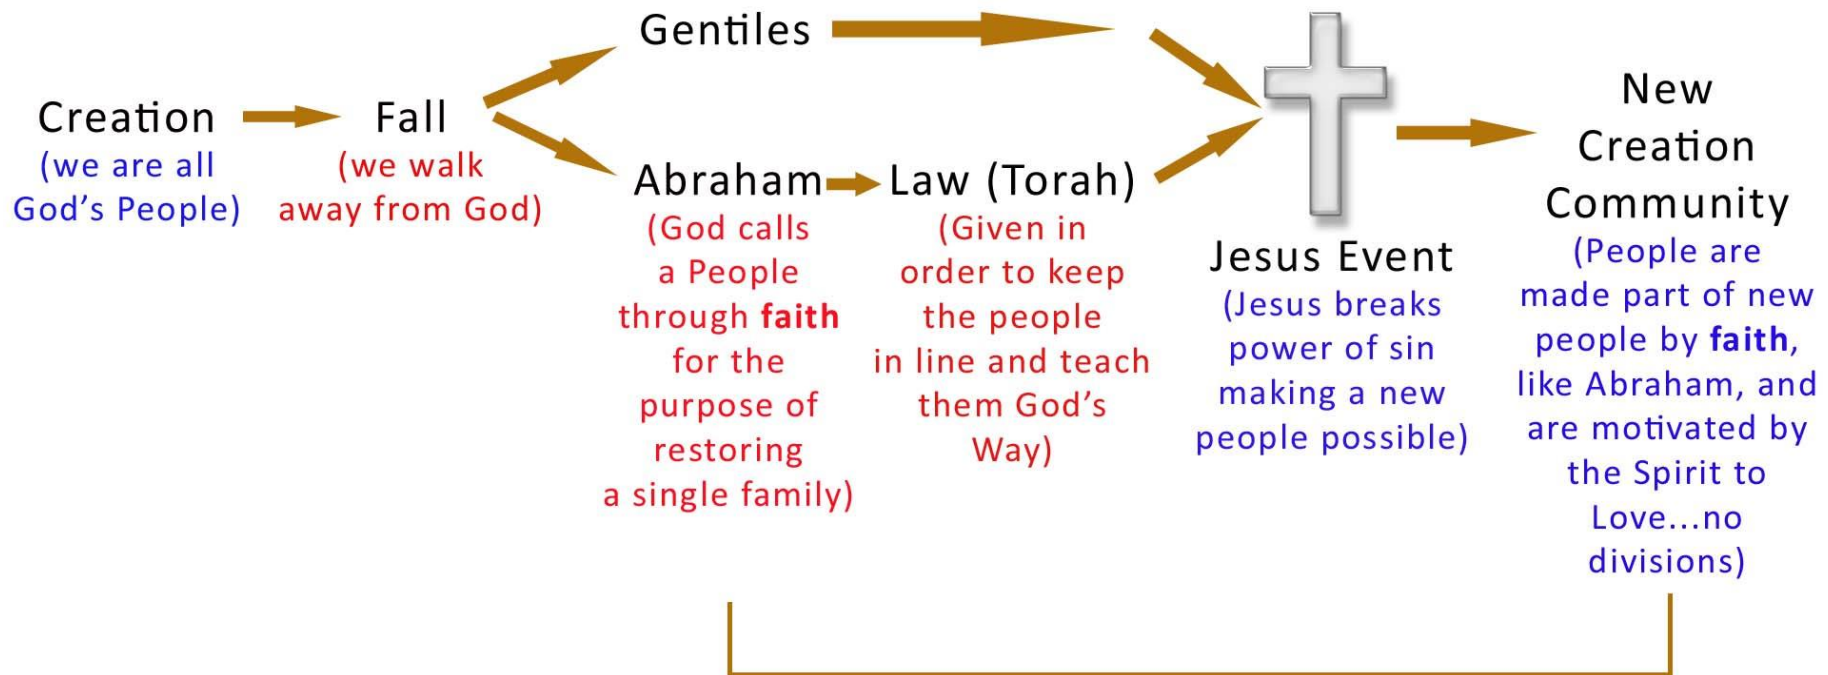 Gentiles
Creation
(we are all
God's People)
Fall
(we walk
away from God)
Abraham
(God calls
a People
through faith
for the
purpose of
restoring
a single family)
Law (Torah)
(Given in
order to keep
the people
in line and teach
them God's
Way)
Jesus Event
(Jesus breaks
power of sin
making a new
people possible)
New
Creation
Community
(People are
made part of new
people by faith,
like Abraham, and
are motivated by
the Spirit to
Love...no
divisions)